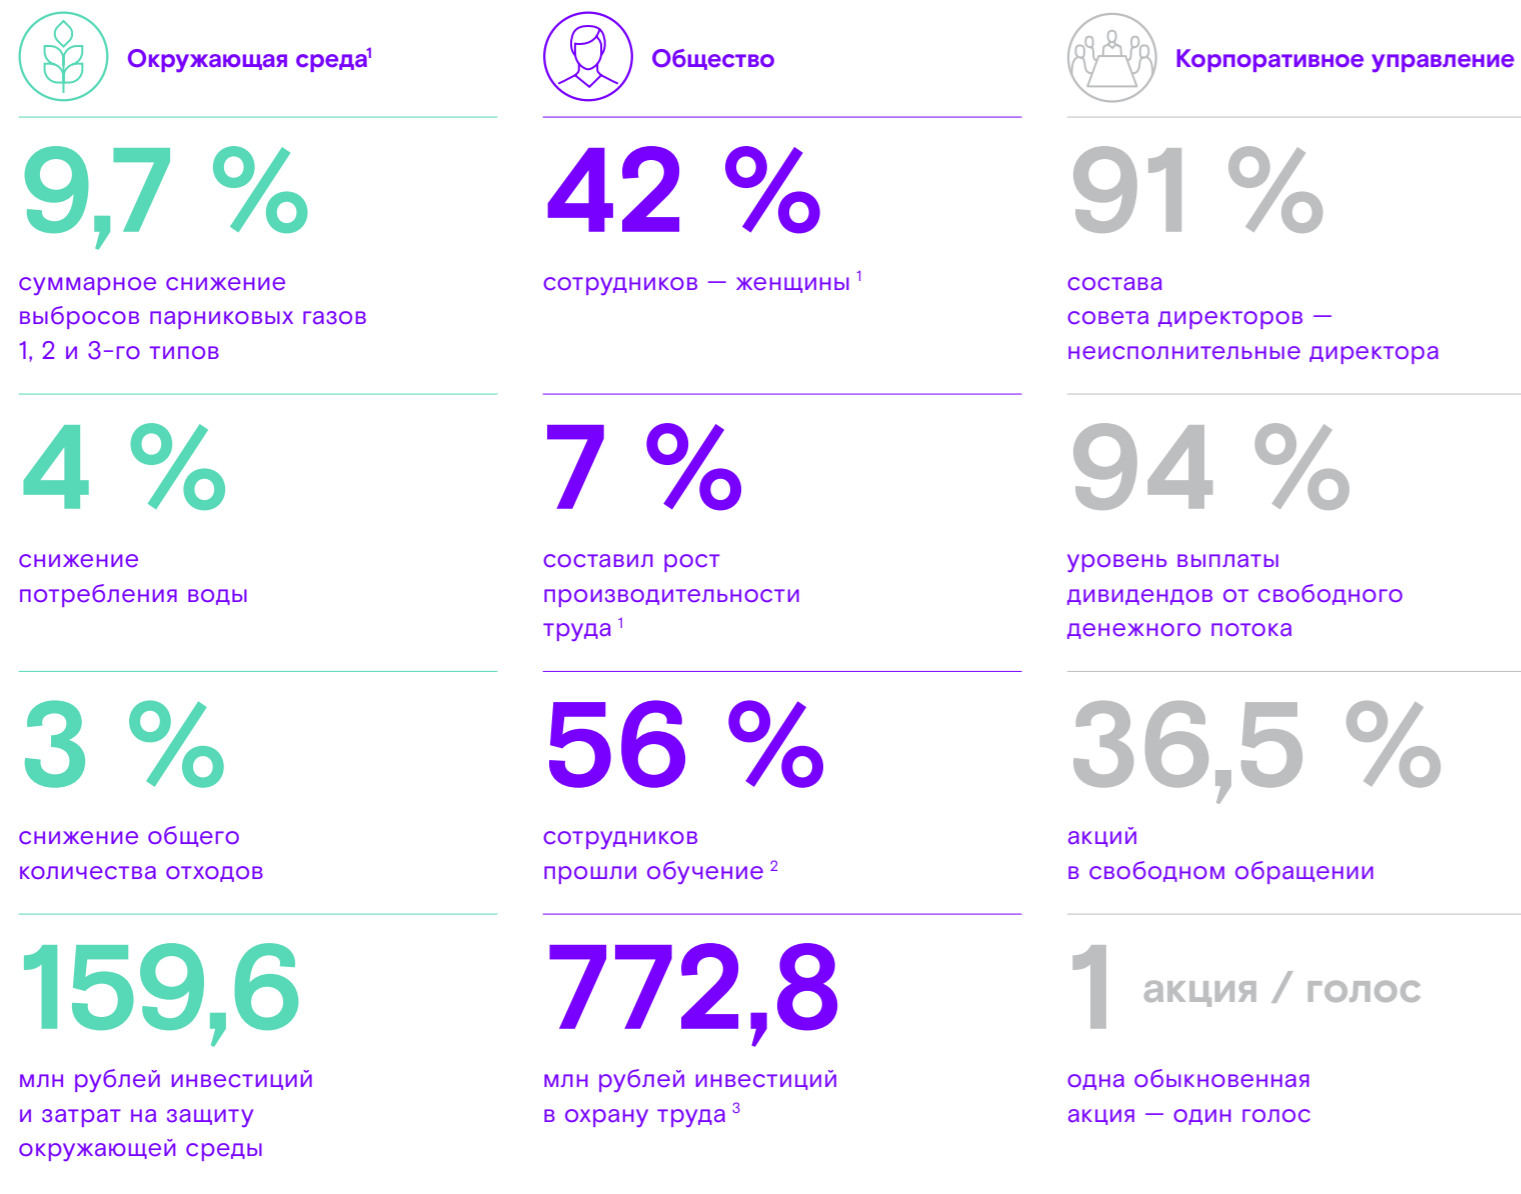 Окружающая среда¹
9,7 %
суммарное снижение
выбросов парниковых газов
1, 2 и 3-го типов
4 %
снижение
потребления воды
3 %
снижение общего
количества отходов
159,6
млн рублей инвестиций
и затрат на защиту
окружающей среды
Общество
42 %
сотрудников — женщины ¹
7 %
составил рост
производительности
труда ¹
56 %
сотрудников
прошли обучение ²
772,8
млн рублей инвестиций
в охрану труда ³
Корпоративное управление
91 %
состава
совета директоров —
неисполнительные директора
94 %
уровень выплаты
дивидендов от свободного
денежного потока
36,5 %
акций
в свободном обращении
1 акция / голос
одна обыкновенная
акция — один голос